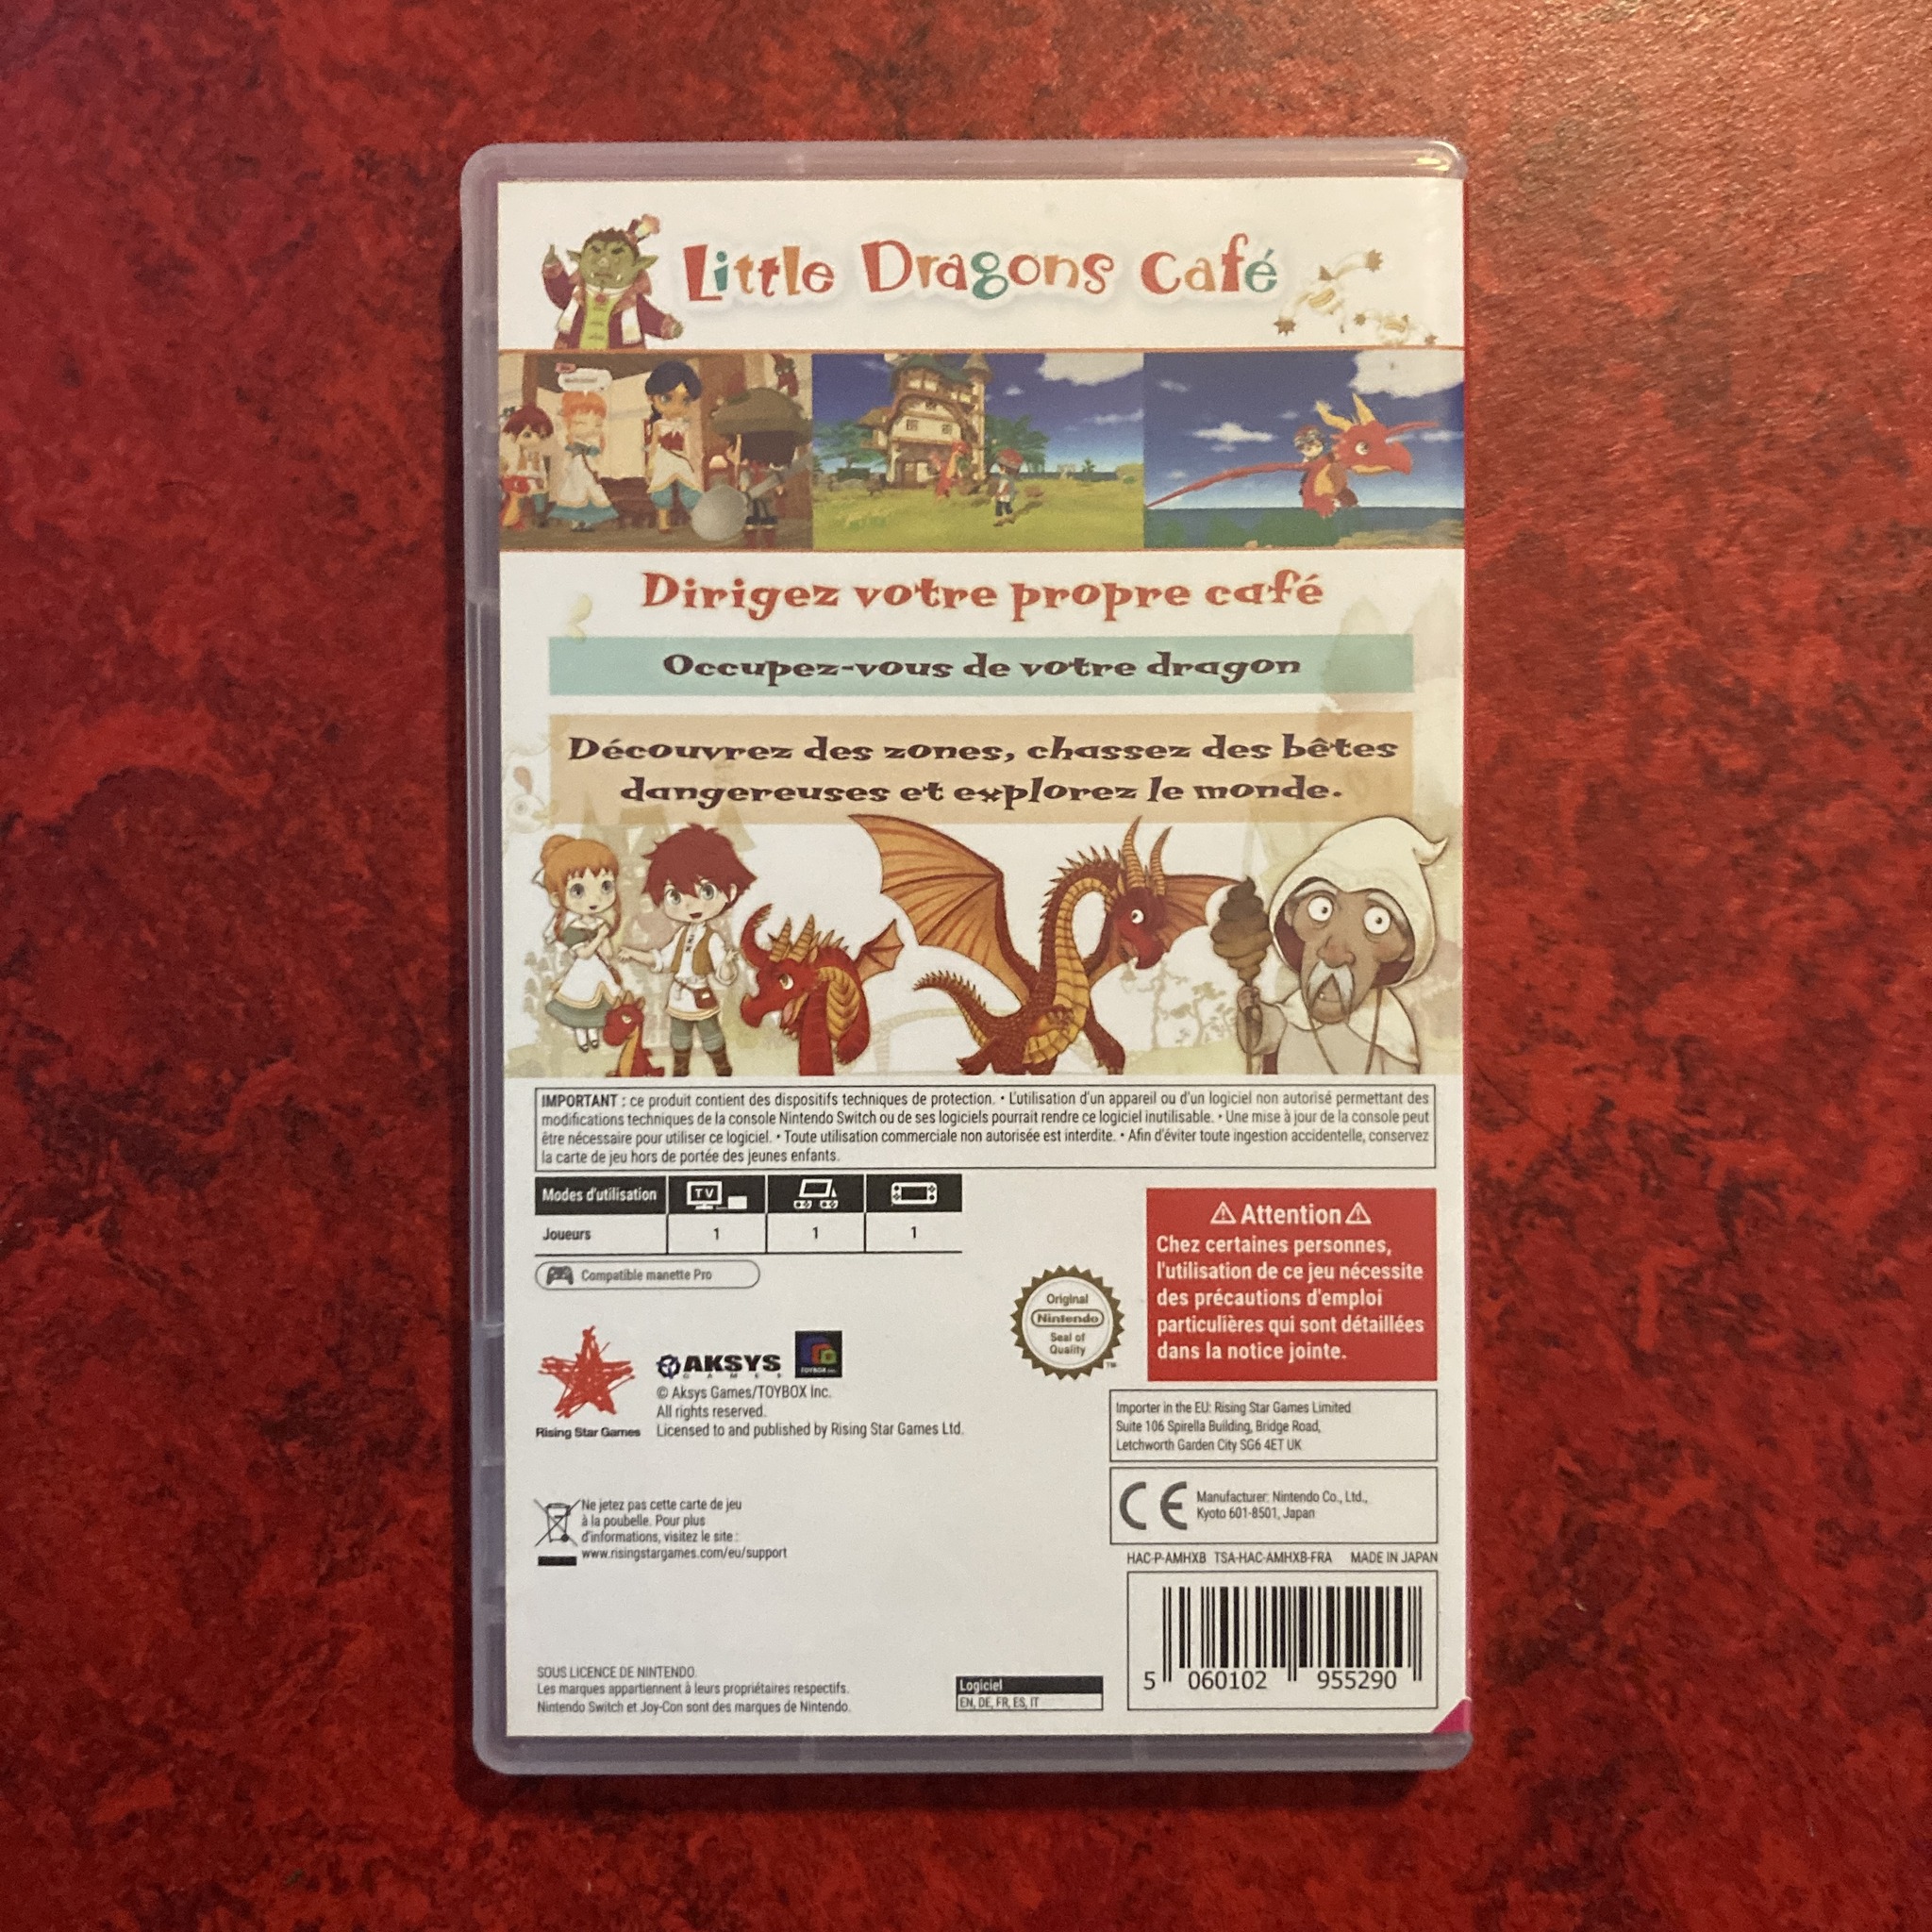 Little Dragons Café
Dirigez votre propre café
Occupez-vous de votre dragon
Découvrez des zones, chassez des bêtes
dangereuses et explorez le monde.
IMPORTANT : ce produit contient des dispositifs techniques de protection. • L'utilisation d'un appareil ou d'un logiciel non autorisé permettant des
modifications techniques de la console Nintendo Switch ou de ses logiciels pourrait rendre ce logiciel inutilisable. • Une mise à jour de la console peut
être nécessaire pour utiliser ce logiciel. • Toute utilisation commerciale non autorisée est interdite. • Afin d'éviter toute ingestion accidentelle, conservez
la carte de jeu hors de portée des jeunes enfants.
Modes d'utilisation TV
Joueurs 1 1 1
Compatible manette Pro
⚠ Attention ⚠
Chez certaines personnes,
l'utilisation de ce jeu nécessite
des précautions d'emploi
particulières qui sont détaillées
dans la notice jointe.
Original
Nintendo
Seal of
Quality
TM
Rising Star Games
AKSYS
GAMES
TOYBOX Inc.
© Aksys Games/TOYBOX Inc.
All rights reserved.
Licensed to and published by Rising Star Games Ltd.
Importer in the EU: Rising Star Games Limited
Suite 106 Spirella Building, Bridge Road,
Letchworth Garden City SG6 4ET UK
CE
Manufacturer: Nintendo Co., Ltd.,
Kyoto 601-8501, Japan
Ne jetez pas cette carte de jeu
à la poubelle. Pour plus
d'informations, visitez le site :
www.risingstargames.com/eu/support
HAC-P-AMHXB TSA-HAC-AMHXB-FRA MADE IN JAPAN
5 060102 955290
SOUS LICENCE DE NINTENDO.
Les marques appartiennent à leurs propriétaires respectifs.
Nintendo Switch et Joy-Con sont des marques de Nintendo.
Logiciel
EN, DE, FR, ES, IT